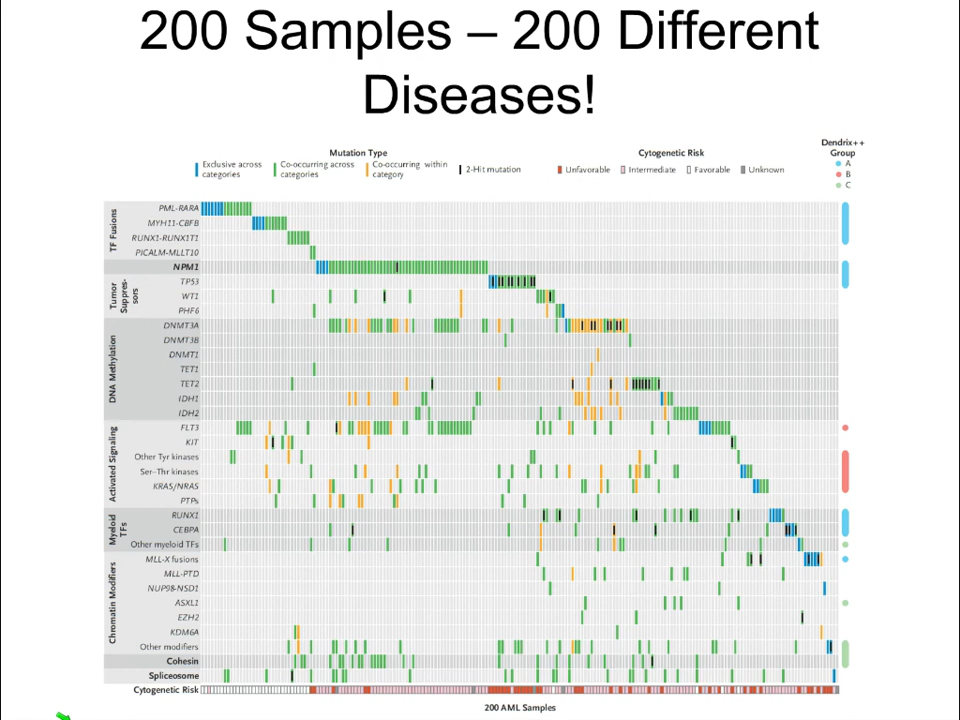 200 Samples – 200 Different
Diseases!
Dendrix++
Group
Mutation Type
Cytogenetic Risk
Exclusive across
categories
Co-occurring across
categories
Co-occurring within
category
2-Hit mutation
Unfavorable
Intermediate
Favorable
Unknown
A
B
C
TF Fusions
PML-RARA
MYH11-CBFB
RUNX1-RUNX1T1
PICALM-MLLT10
NPM1
Tumor
Suppres-
sors
TP53
WT1
PHF6
DNA Methylation
DNMT3A
DNMT3B
DNMT1
TET1
TET2
IDH1
IDH2
Activated Signaling
FLT3
KIT
Other Tyr kinases
Ser–Thr kinases
KRAS/NRAS
PTPs
Myeloid
TFs
RUNX1
CEBPA
Other myeloid TFs
Chromatin Modifiers
MLL-X fusions
MLL-PTD
NUP98-NSD1
ASXL1
EZH2
KDM6A
Other modifiers
Cohesin
Spliceosome
Cytogenetic Risk
200 AML Samples